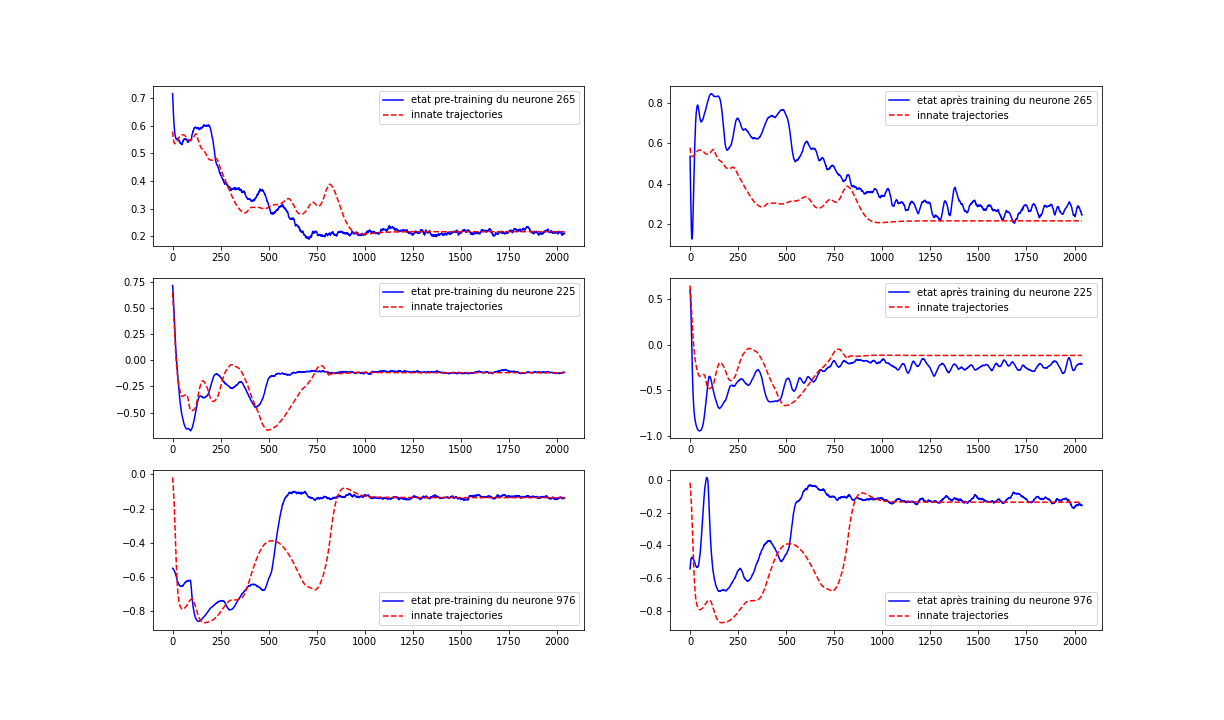 0.7
0.6
0.5
0.4
0.3
0.2
etat pre-training du neurone 265
innate trajectories
0 250 500 750 1000 1250 1500 1750 2000
0.8
0.6
0.4
0.2
etat après training du neurone 265
innate trajectories
0 250 500 750 1000 1250 1500 1750 2000
0.75
0.50
0.25
0.00
−0.25
−0.50
etat pre-training du neurone 225
innate trajectories
0 250 500 750 1000 1250 1500 1750 2000
0.5
0.0
−0.5
−1.0
etat après training du neurone 225
innate trajectories
0 250 500 750 1000 1250 1500 1750 2000
0.0
−0.2
−0.4
−0.6
−0.8
etat pre-training du neurone 976
innate trajectories
0 250 500 750 1000 1250 1500 1750 2000
0.0
−0.2
−0.4
−0.6
−0.8
etat après training du neurone 976
innate trajectories
0 250 500 750 1000 1250 1500 1750 2000